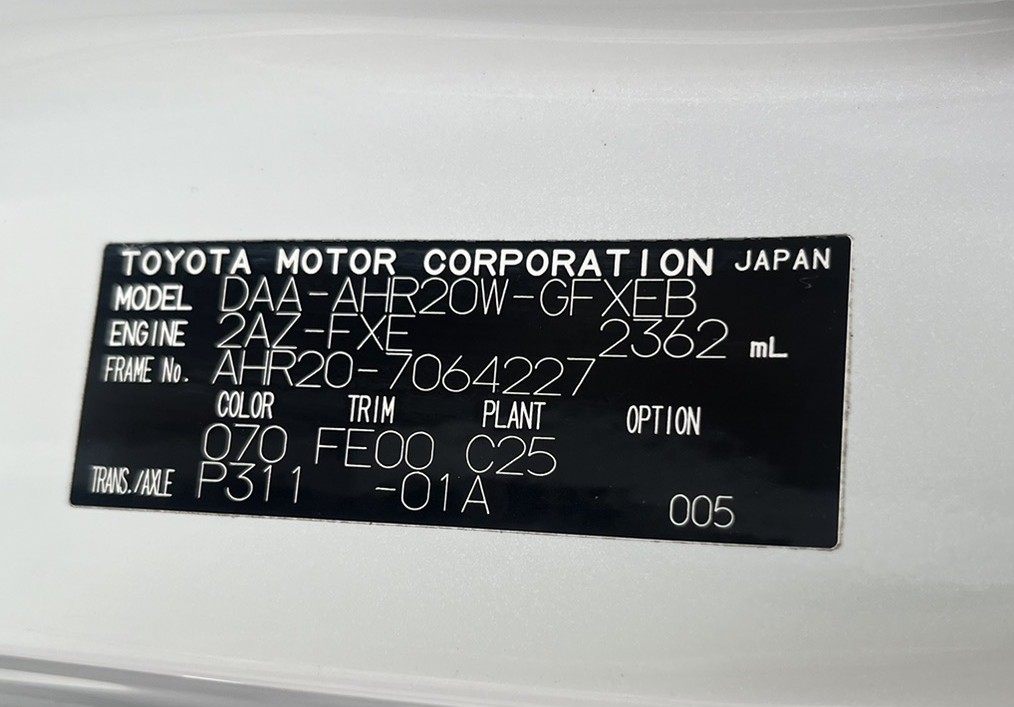 TOYOTA MOTOR CORPORATION JAPAN
MODEL DAA-AHR20W-GFXEB
ENGINE 2AZ-FXE 2362 mL
FRAME No. AHR20-7064227
COLOR TRIM PLANT OPTION
070 FE00 C25
TRANS./AXLE P311 -01A 005